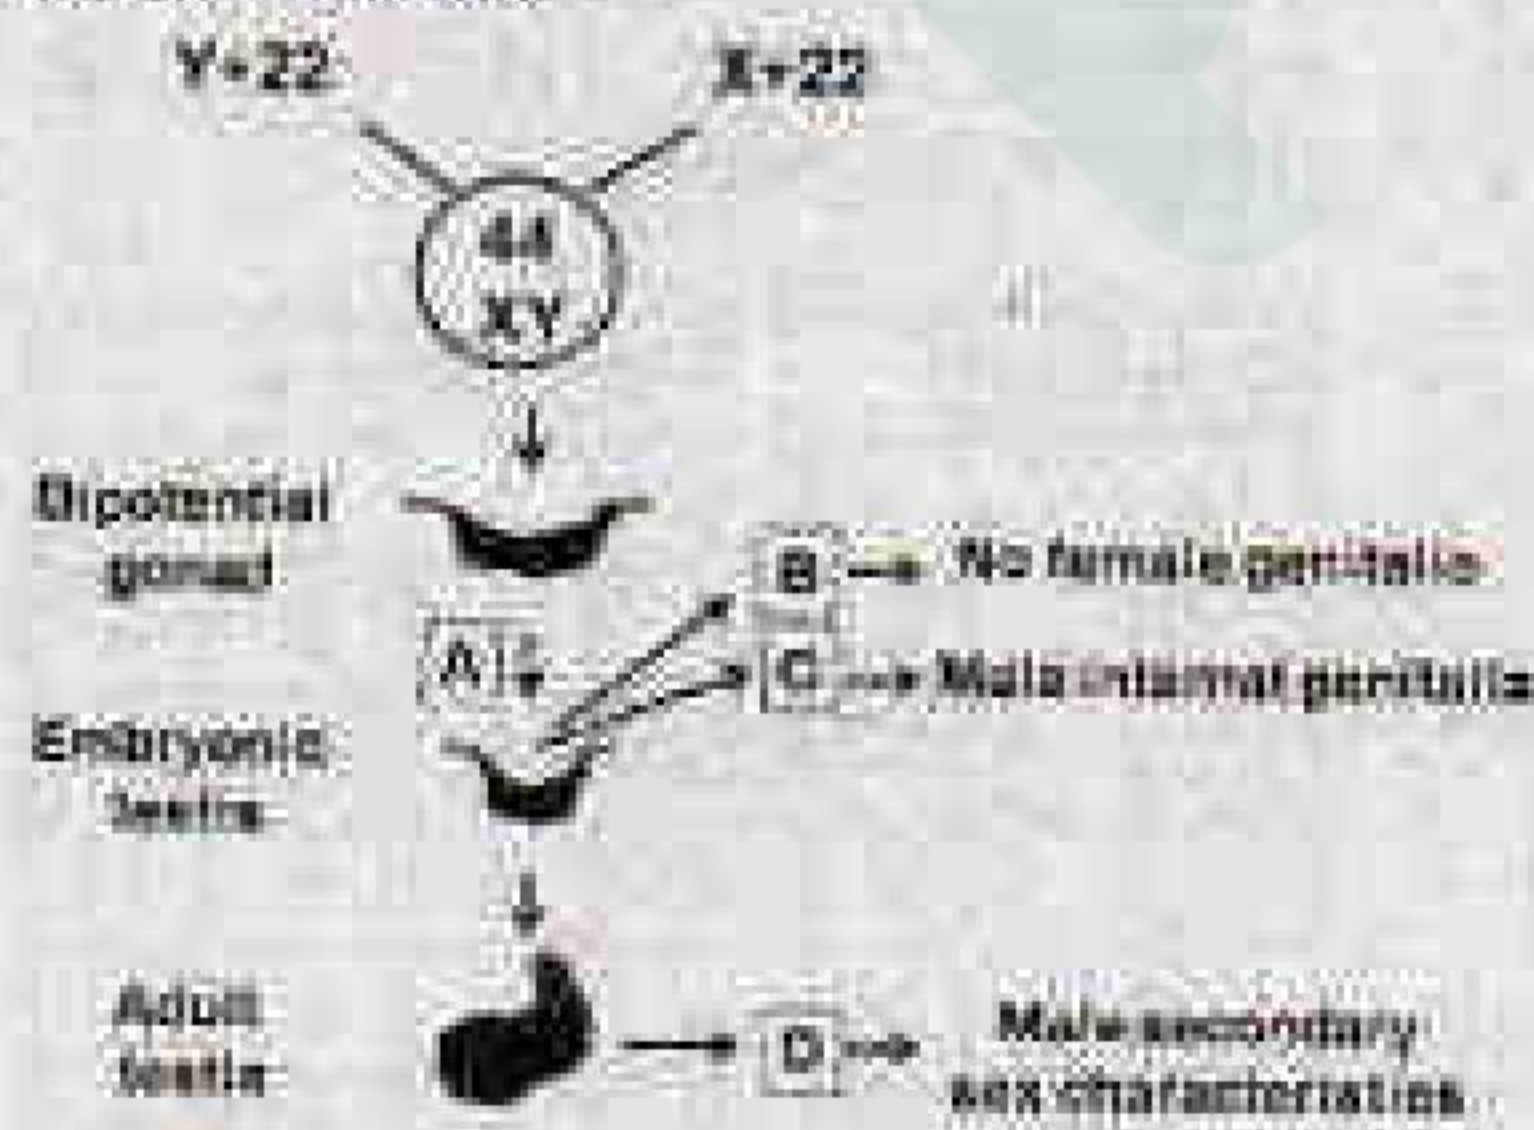 Y+22
X+22
44
XY
Bipotential
gonad
B → No female genitalia
A
C → Male internal genitalia
Embryonic
testis
Adult
testis
D → Male secondary
sex characteristics